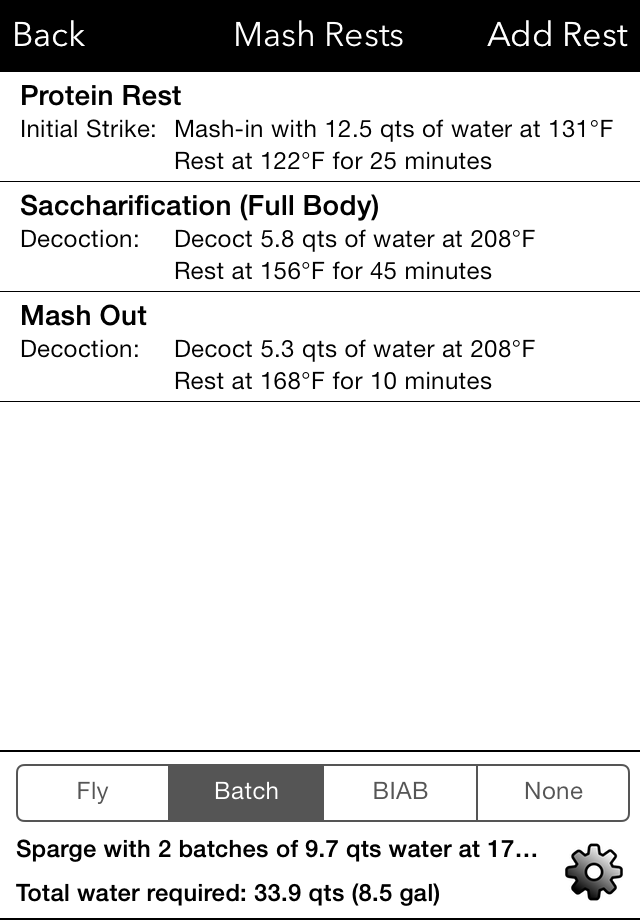 Back Mash Rests Add Rest
Protein Rest
Initial Strike: Mash-in with 12.5 qts of water at 131°F
Rest at 122°F for 25 minutes
Saccharification (Full Body)
Decoction: Decoct 5.8 qts of water at 208°F
Rest at 156°F for 45 minutes
Mash Out
Decoction: Decoct 5.3 qts of water at 208°F
Rest at 168°F for 10 minutes
Fly Batch BIAB None
Sparge with 2 batches of 9.7 qts water at 17...
Total water required: 33.9 qts (8.5 gal)